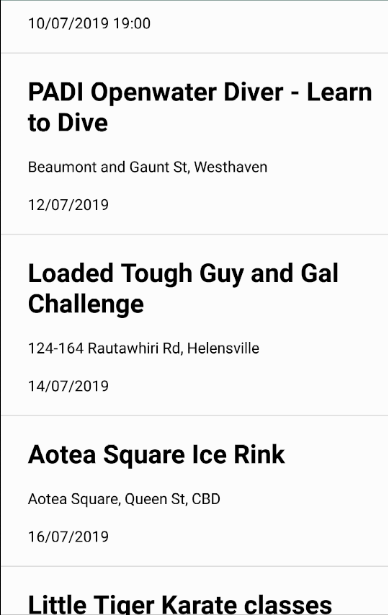 10/07/2019 19:00
PADI Openwater Diver - Learn
to Dive
Beaumont and Gaunt St, Westhaven
12/07/2019
Loaded Tough Guy and Gal
Challenge
124-164 Rautawhiri Rd, Helensville
14/07/2019
Aotea Square Ice Rink
Aotea Square, Queen St, CBD
16/07/2019
Little Tiger Karate classes